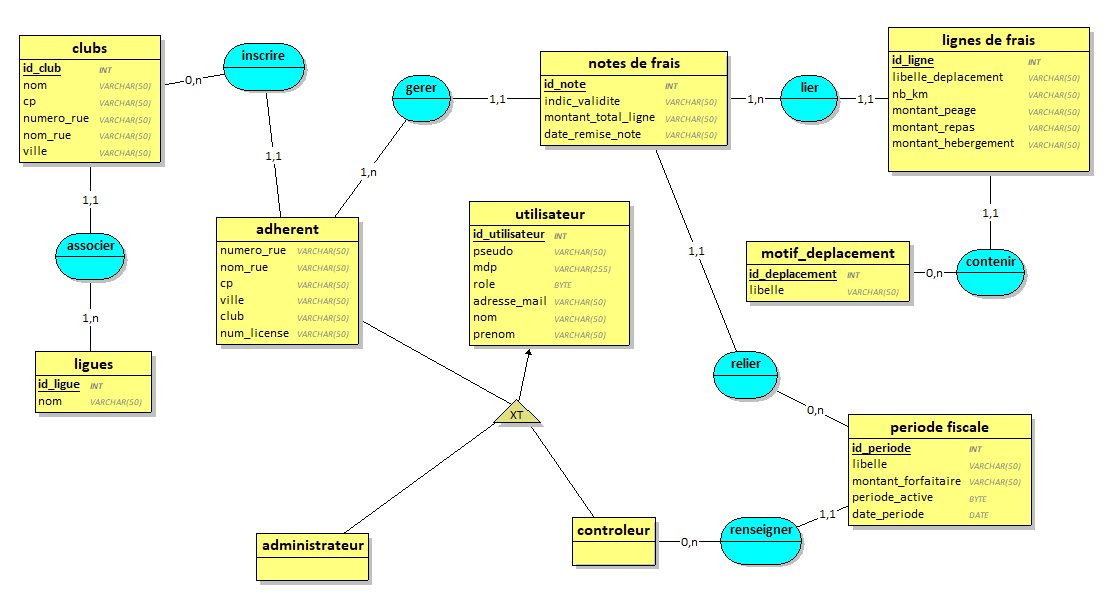 clubs
id_club INT
nom VARCHAR(50)
cp VARCHAR(50)
numero_rue VARCHAR(50)
nom_rue VARCHAR(50)
ville VARCHAR(50)
0,n
inscrire
1,1
gerer
1,1
1,n
notes de frais
id_note INT
indic_validite VARCHAR(50)
montant_total_ligne VARCHAR(50)
date_remise_note VARCHAR(50)
1,n
lier
1,1
lignes de frais
id_ligne INT
libelle_deplacement VARCHAR(50)
nb_km VARCHAR(50)
montant_peage VARCHAR(50)
montant_repas VARCHAR(50)
montant_hebergement VARCHAR(50)
1,1
associer
1,n
ligues
id_ligue INT
nom VARCHAR(50)
adherent
numero_rue VARCHAR(50)
nom_rue VARCHAR(50)
cp VARCHAR(50)
ville VARCHAR(50)
club VARCHAR(50)
num_license VARCHAR(50)
utilisateur
id_utilisateur INT
pseudo VARCHAR(50)
mdp VARCHAR(255)
role BYTE
adresse_mail VARCHAR(50)
nom VARCHAR(50)
prenom VARCHAR(50)
1,1
motif_deplacement
id_deplacement INT
libelle VARCHAR(50)
0,n
contenir
1,1
relier
0,n
XT
periode fiscale
id_periode INT
libelle VARCHAR(50)
montant_forfaitaire VARCHAR(50)
periode_active BYTE
date_periode DATE
administrateur
controleur
0,n
renseigner
1,1